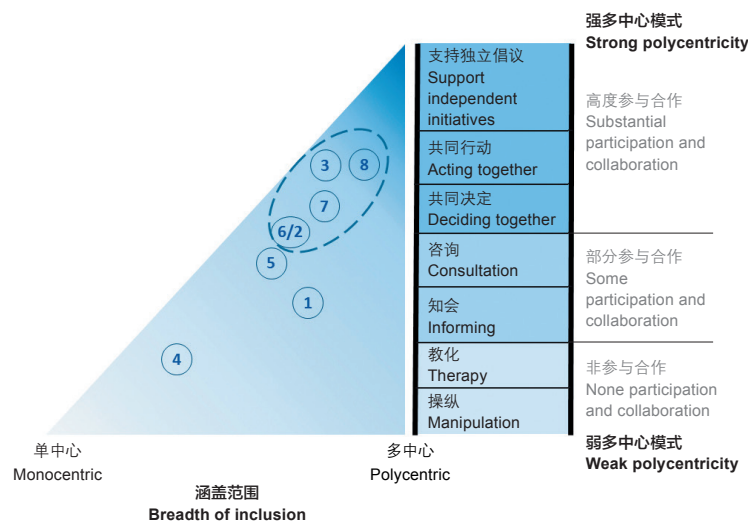 强多中心模式
Strong polycentricity
支持独立倡议
Support
independent
initiatives
高度参与合作
Substantial
participation and
collaboration
共同行动
Acting together
共同决定
Deciding together
3
8
7
6/2
5
1
4
咨询
Consultation
知会
Informing
部分参与合作
Some
participation and
collaboration
教化
Therapy
操纵
Manipulation
非参与合作
None participation
and collaboration
弱多中心模式
Weak polycentricity
单中心
Monocentric
多中心
Polycentric
涵盖范围
Breadth of inclusion